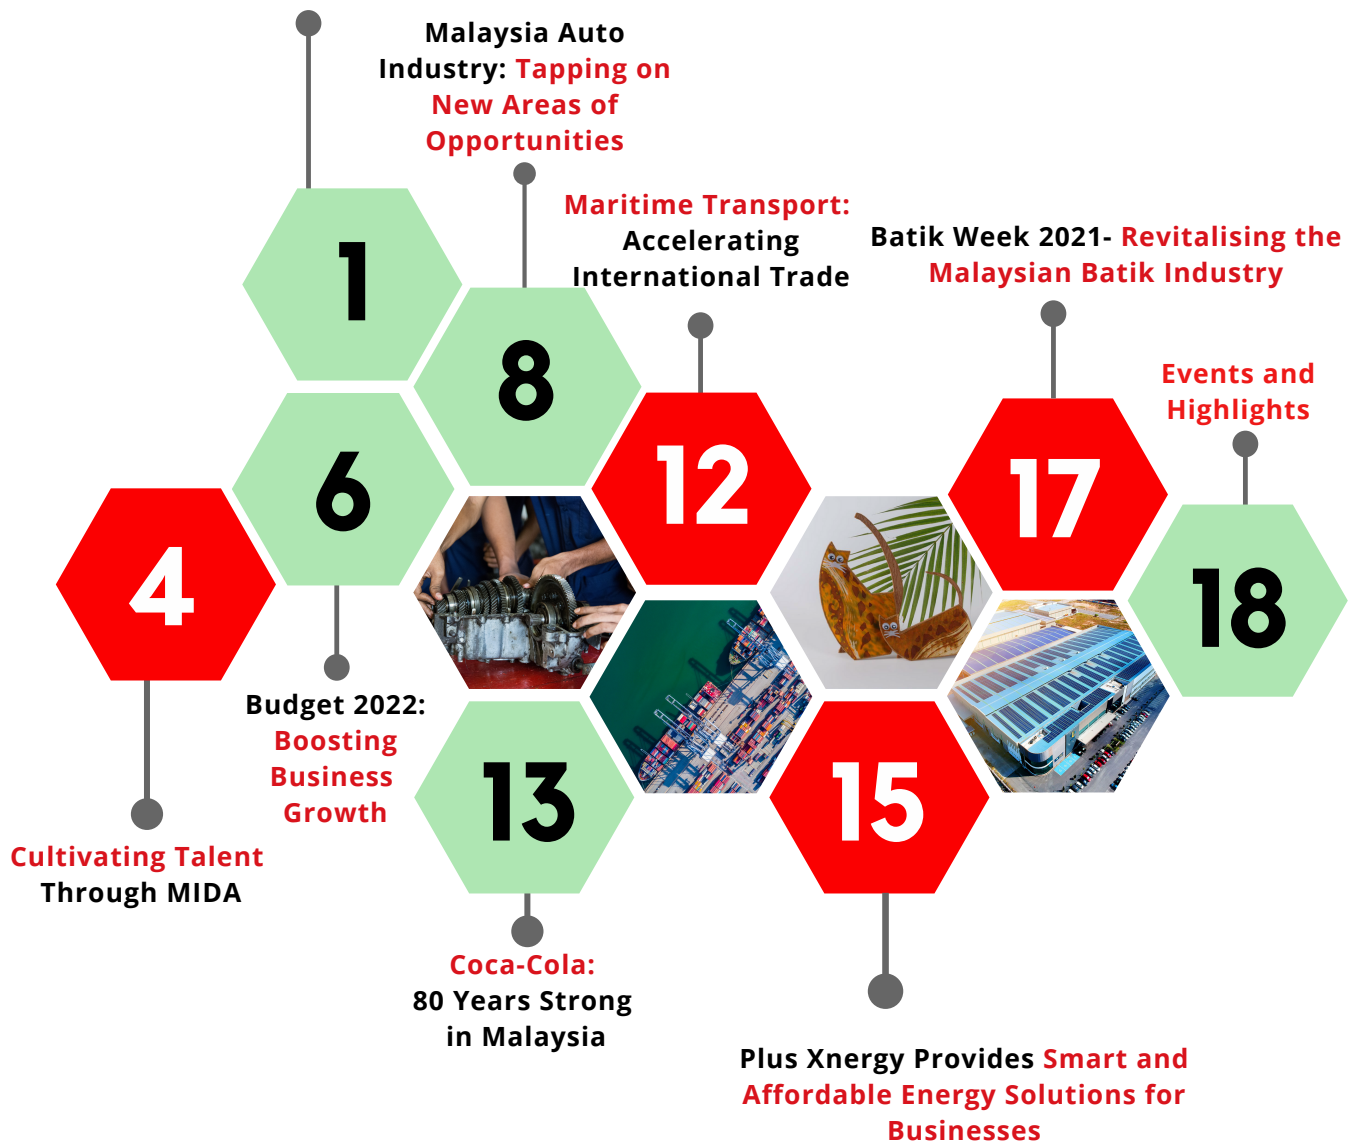 Malaysia Auto
Industry: Tapping on
New Areas of
Opportunities
Maritime Transport:
Accelerating
International Trade
Batik Week 2021- Revitalising the
Malaysian Batik Industry
Events and
Highlights
1
8
12
17
6
4
18
Budget 2022:
Boosting
Business
Growth
13
15
Cultivating Talent
Through MIDA
Coca-Cola:
80 Years Strong
in Malaysia
Plus Xnergy Provides Smart and
Affordable Energy Solutions for
Businesses